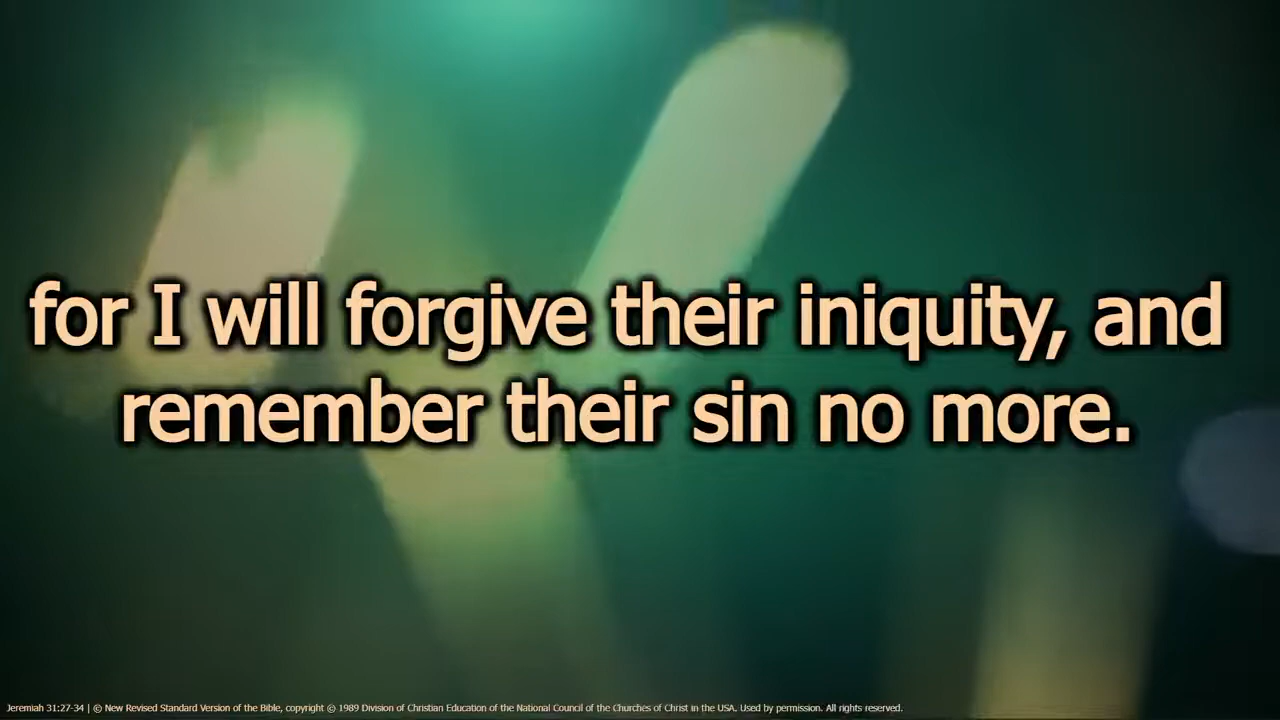 for I will forgive their iniquity, and
remember their sin no more.
Jeremiah 31:27-34 | © New Revised Standard Version of the Bible, copyright © 1989 Division of Christian Education of the National Council of the Churches of Christ in the USA. Used by permission. All rights reserved.